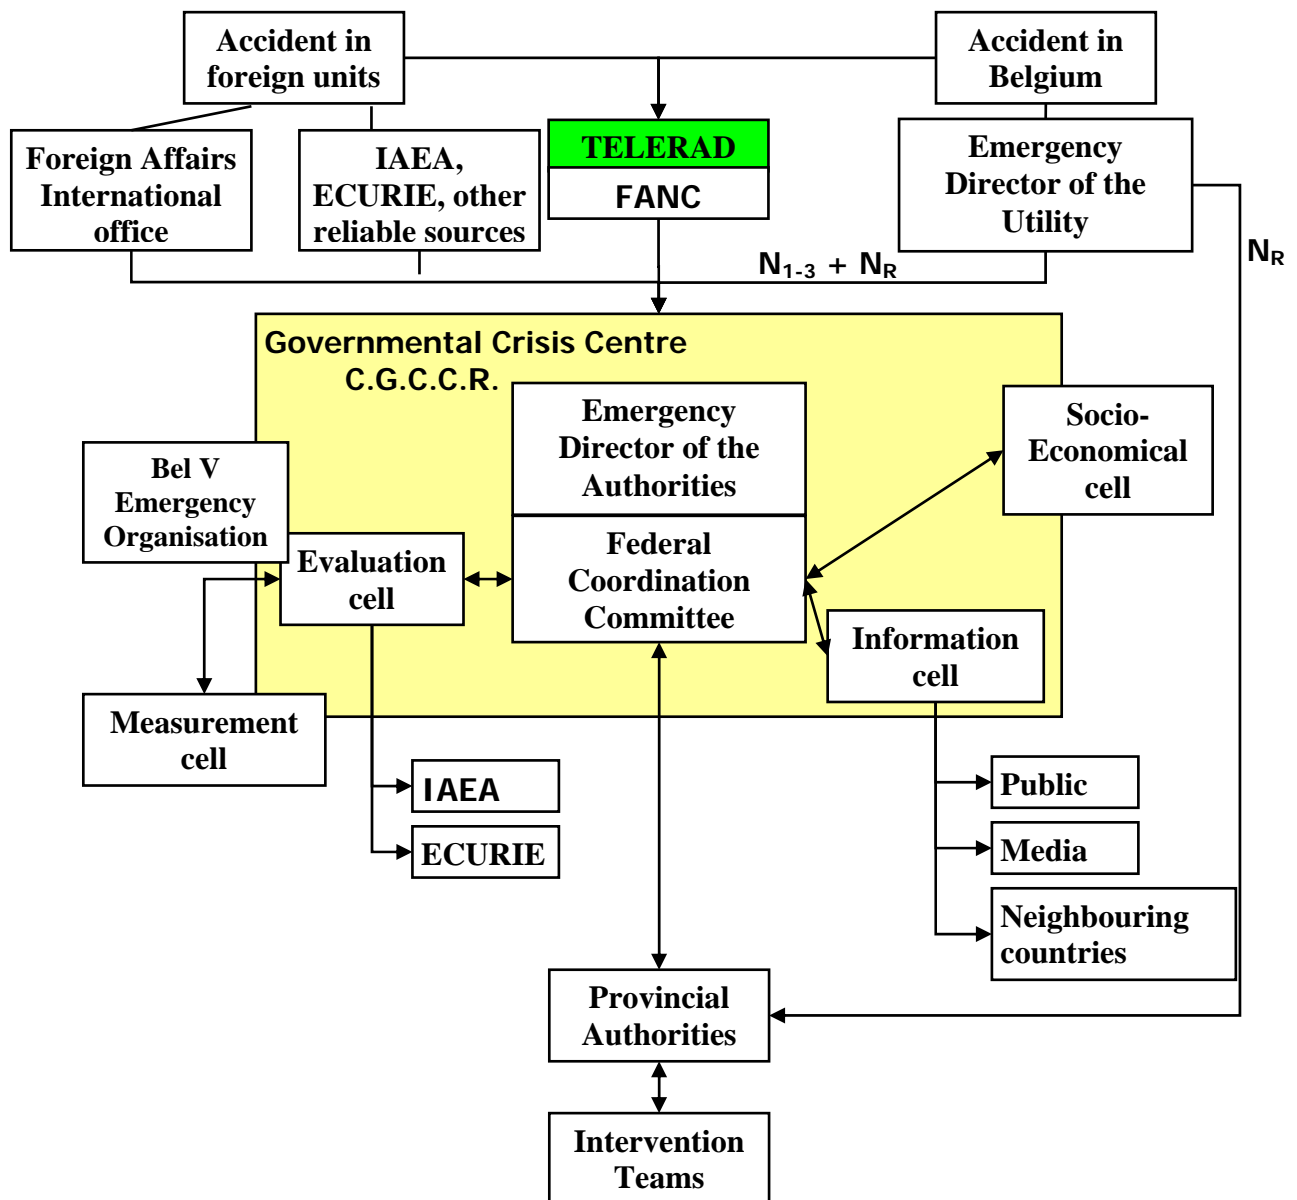 Accident in
foreign units
Accident in
Belgium
Foreign Affairs
International
office
IAEA,
ECURIE, other
reliable sources
TELERAD
FANC
Emergency
Director of the
Utility
N1-3 + NR
NR
Governmental Crisis Centre
C.G.C.C.R.
Emergency
Director of the
Authorities
Socio-
Economical
cell
Bel V
Emergency
Organisation
Evaluation
cell
Federal
Coordination
Committee
Information
cell
Measurement
cell
IAEA
ECURIE
Public
Media
Neighbouring
countries
Provincial
Authorities
Intervention
Teams